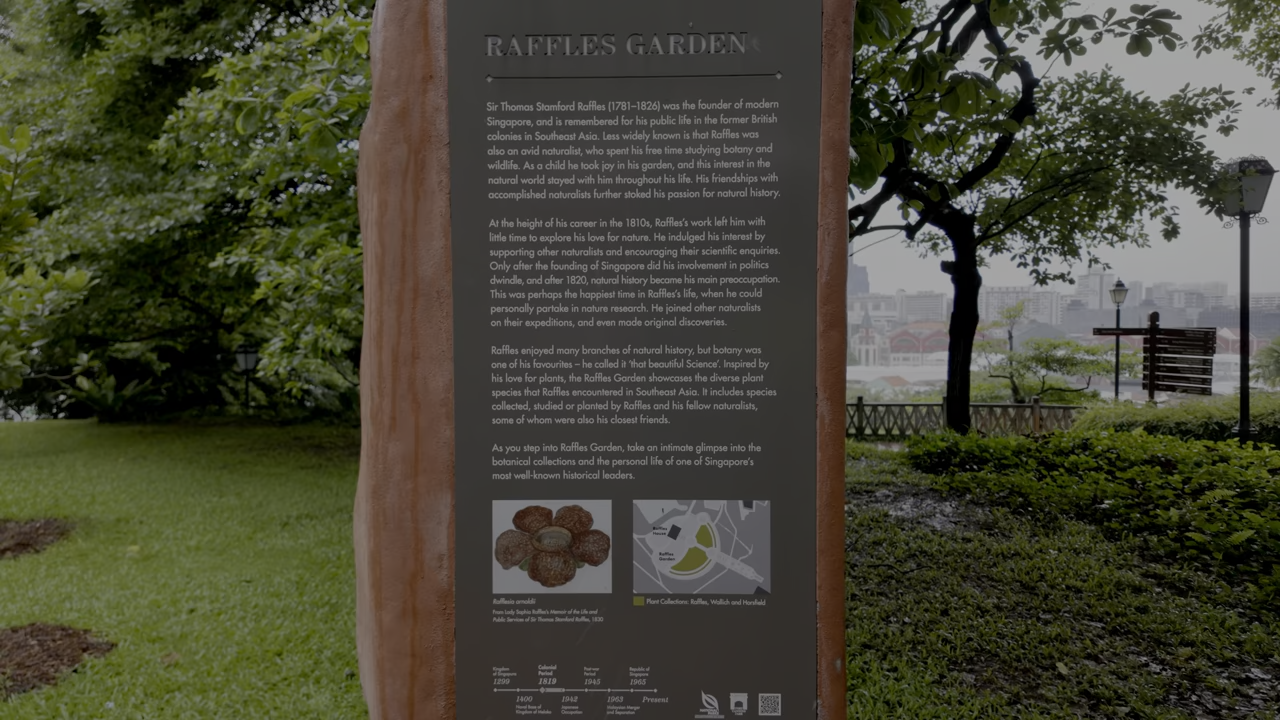 RAFFLES GARDEN
Sir Thomas Stamford Raffles (1781–1826) was the founder of modern
Singapore, and is remembered for his public life in the former British
colonies in Southeast Asia. Less widely known is that Raffles was
also an avid naturalist, who spent his free time studying botany and
wildlife. As a child he took joy in his garden, and this interest in the
natural world stayed with him throughout his life. His friendships with
accomplished naturalists further stoked his passion for natural history.
At the height of his career in the 1810s, Raffles's work left him with
little time to explore his love for nature. He indulged his interest by
supporting other naturalists and encouraging their scientific enquiries.
Only after the founding of Singapore did his involvement in politics
dwindle, and after 1820, natural history became his main preoccupation.
This was perhaps the happiest time in Raffles's life, when he could
personally partake in nature research. He joined other naturalists
on their expeditions, and even made original discoveries.
Raffles enjoyed many branches of natural history, but botany was
one of his favourites – he called it 'that beautiful Science'. Inspired by
his love for plants, the Raffles Garden showcases the diverse plant
species that Raffles encountered in Southeast Asia. It includes species
collected, studied or planted by Raffles and his fellow naturalists,
some of whom were also his closest friends.
As you step into Raffles Garden, take an intimate glimpse into the
botanical collections and the personal life of one of Singapore's
most well-known historical leaders.
Raffles
House
Raffles
Garden
Rafflesia arnoldii
From Lady Sophia Raffles's Memoir of the Life and
Public Services of Sir Thomas Stamford Raffles, 1830
Plant Collections: Raffles, Wallich and Horsfield
Kingdom
of Singapura
1299
Colonial
Period
1819
Post-war
Period
1945
Republic of
Singapore
1965
1400
Kingdom of Melaka
1942
Japanese
Occupation
1963
Malaysian Merger
and Separation
Present